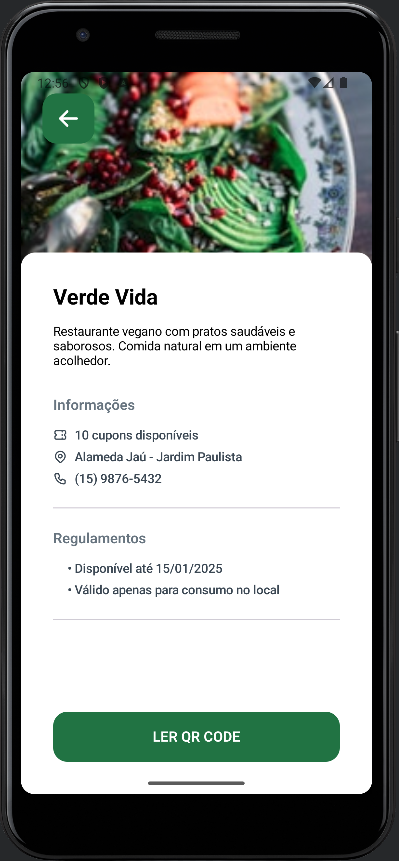 12:56
Verde Vida
Restaurante vegano com pratos saudáveis e
saborosos. Comida natural em um ambiente
acolhedor.
Informações
10 cupons disponíveis
Alameda Jaú - Jardim Paulista
(15) 9876-5432
Regulamentos
• Disponível até 15/01/2025
• Válido apenas para consumo no local
LER QR CODE